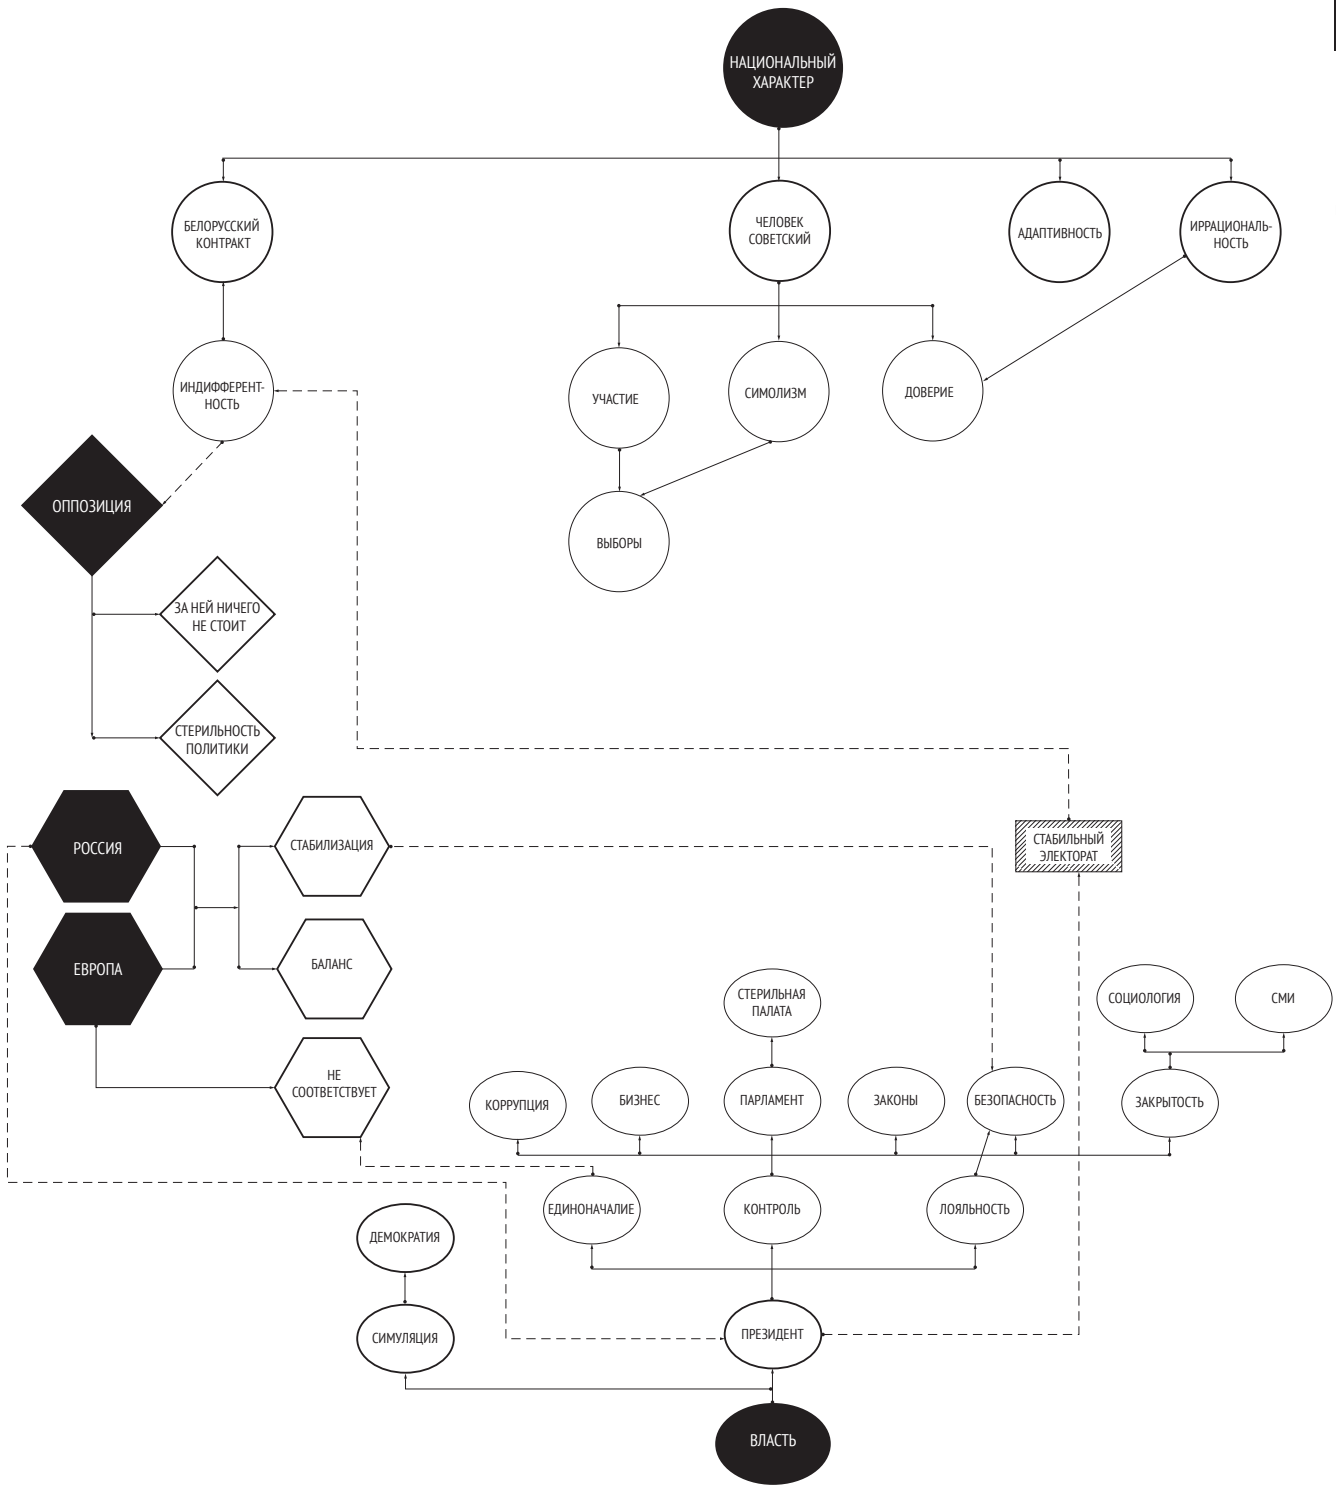 НАЦИОНАЛЬНЫЙ
ХАРАКТЕР
БЕЛОРУССКИЙ
КОНТРАКТ
ЧЕЛОВЕК
СОВЕТСКИЙ
АДАПТИВНОСТЬ
ИРРАЦИОНАЛЬ-
НОСТЬ
ИНДИФФЕРЕНТ-
НОСТЬ
УЧАСТИЕ
СИМОЛИЗМ
ДОВЕРИЕ
ОППОЗИЦИЯ
ВЫБОРЫ
ЗА НЕЙ НИЧЕГО
НЕ СТОИТ
СТЕРИЛЬНОСТЬ
ПОЛИТИКИ
РОССИЯ
СТАБИЛИЗАЦИЯ
СТАБИЛЬНЫЙ
ЭЛЕКТОРАТ
ЕВРОПА
БАЛАНС
СТЕРИЛЬНАЯ
ПАЛАТА
СОЦИОЛОГИЯ
СМИ
НЕ
СООТВЕТСТВУЕТ
КОРРУПЦИЯ
БИЗНЕС
ПАРЛАМЕНТ
ЗАКОНЫ
БЕЗОПАСНОСТЬ
ЗАКРЫТОСТЬ
ЕДИНОНАЧАЛИЕ
КОНТРОЛЬ
ЛОЯЛЬНОСТЬ
ДЕМОКРАТИЯ
СИМУЛЯЦИЯ
ПРЕЗИДЕНТ
ВЛАСТЬ